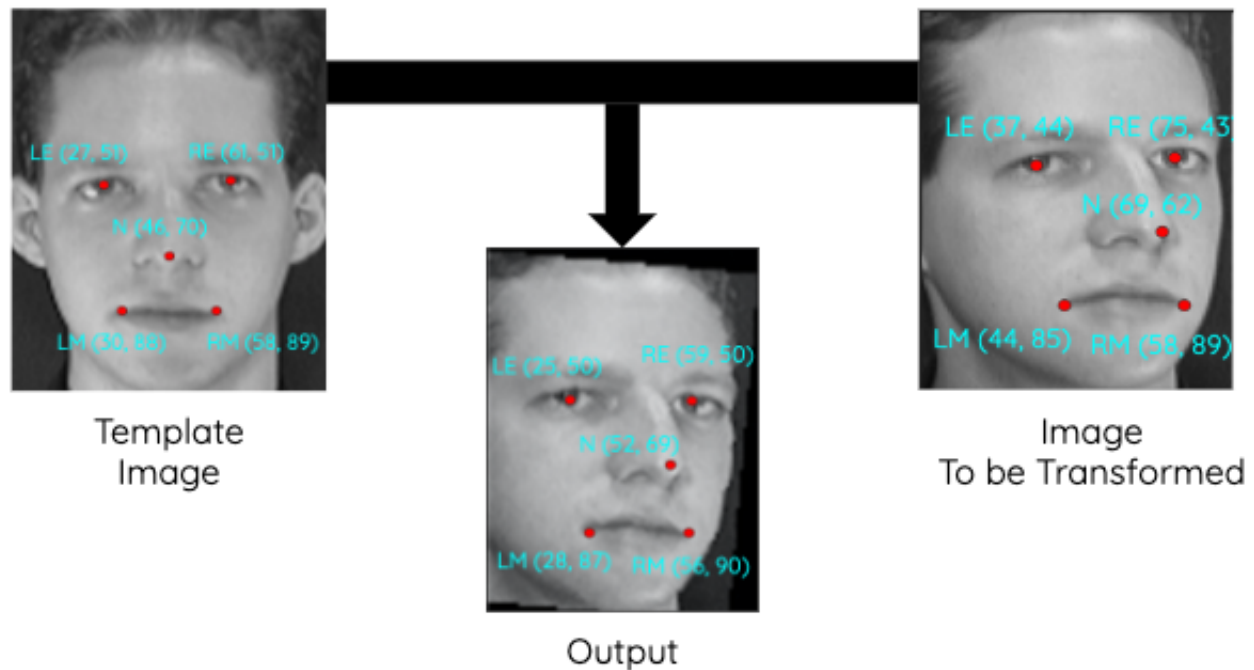 LE (27, 51)
RE (61, 51)
N (46, 70)
LM (30, 88)
RM (58, 89)
Template
Image
LE (37, 44)
RE (75, 43)
N (69, 62)
LM (44, 85)
RM (58, 89)
Image
To be Transformed
LE (25, 50)
RE (59, 50)
N (52, 69)
LM (28, 87)
RM (56, 90)
Output